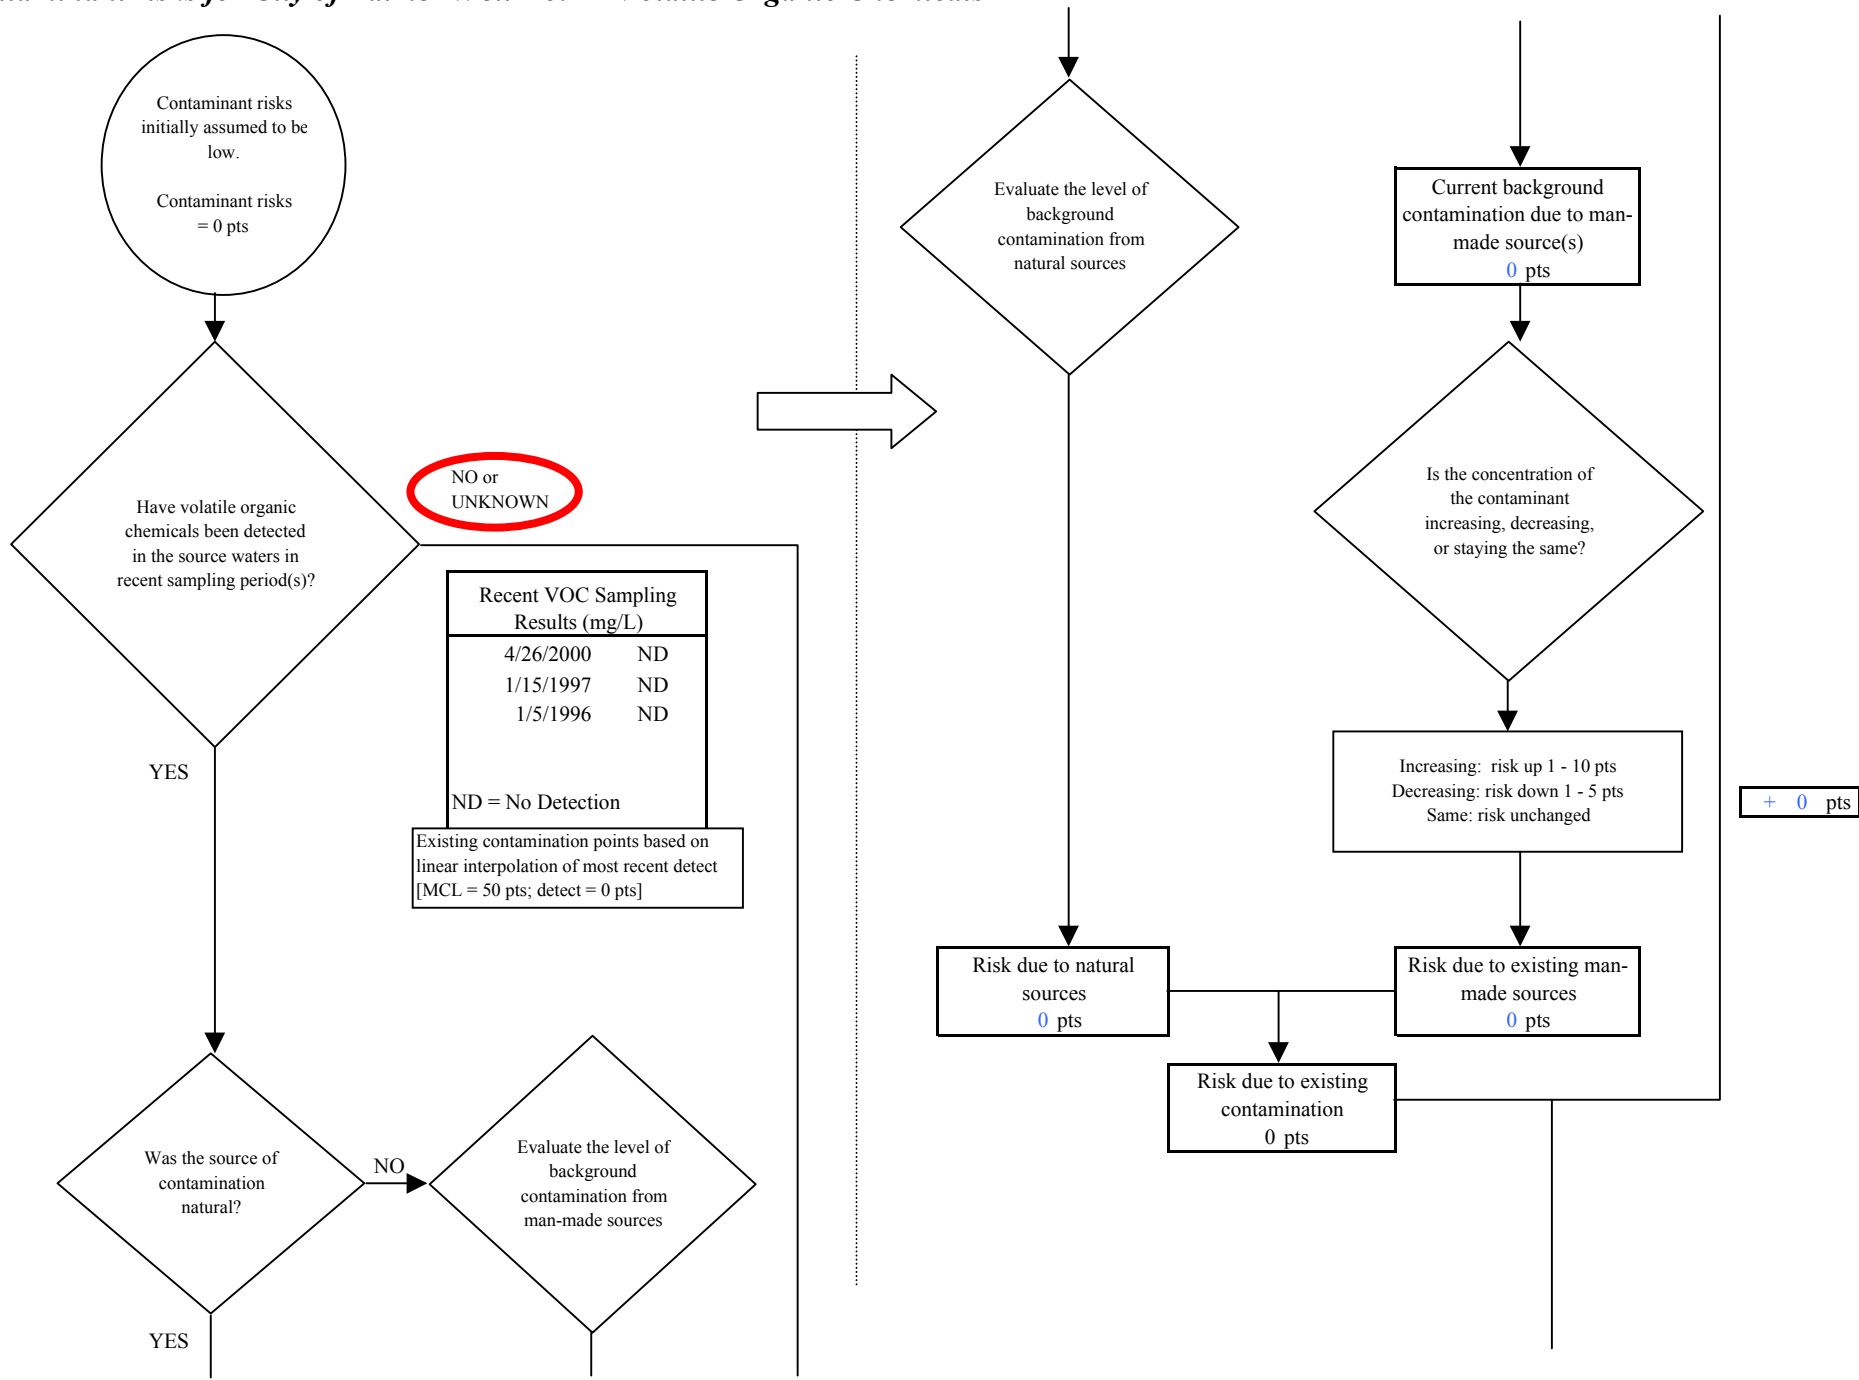 Contaminant risks
initially assumed to be
low.
Contaminant risks
= 0 pts
Have volatile organic
chemicals been detected
in the source waters in
recent sampling period(s)?
NO or
UNKNOWN
Recent VOC Sampling
Results (mg/L)
4/26/2000 ND
1/15/1997 ND
1/5/1996 ND
ND = No Detection
Existing contamination points based on
linear interpolation of most recent detect
[MCL = 50 pts; detect = 0 pts]
YES
Was the source of
contamination
natural?
NO
Evaluate the level of
background
contamination from
man-made sources
YES
Evaluate the level of
background
contamination from
natural sources
Current background
contamination due to man-
made source(s)
0 pts
Is the concentration of
the contaminant
increasing, decreasing,
or staying the same?
Increasing: risk up 1 - 10 pts
Decreasing: risk down 1 - 5 pts
Same: risk unchanged
+ 0 pts
Risk due to natural
sources
0 pts
Risk due to existing man-
made sources
0 pts
Risk due to existing
contamination
0 pts